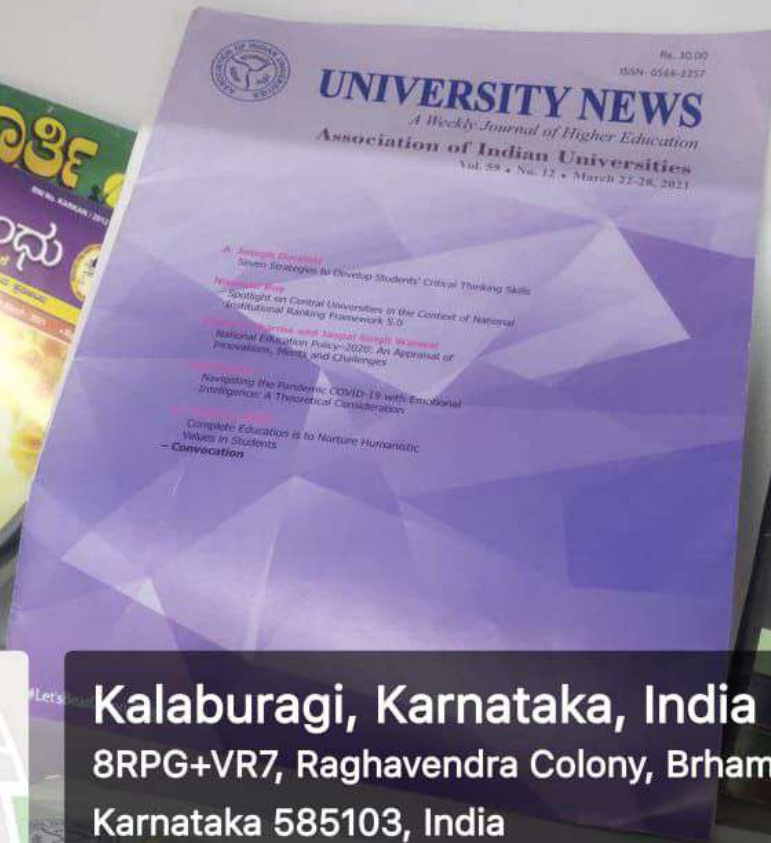 Rs. 30.00
ISSN- 0566-2257
UNIVERSITY NEWS
A Weekly Journal of Higher Education
Association of Indian Universities
Vol. 59 • No. 12 • March 22-28, 2021
Seven Strategies to Develop Students' Critical Thinking Skills
Spotlight on Central Universities in the Context of National
Institutional Ranking Framework 5.0
National Education Policy-2020: An Appraisal of
Innovations, Merits and Challenges
Navigating the Pandemic COVID-19 with Emotional
Intelligence: A Theoretical Consideration
Complete Education is to Nurture Humanistic
Values in Students
– Convocation
#Let's
Kalaburagi, Karnataka, India
8RPG+VR7, Raghavendra Colony, Brham
Karnataka 585103, India